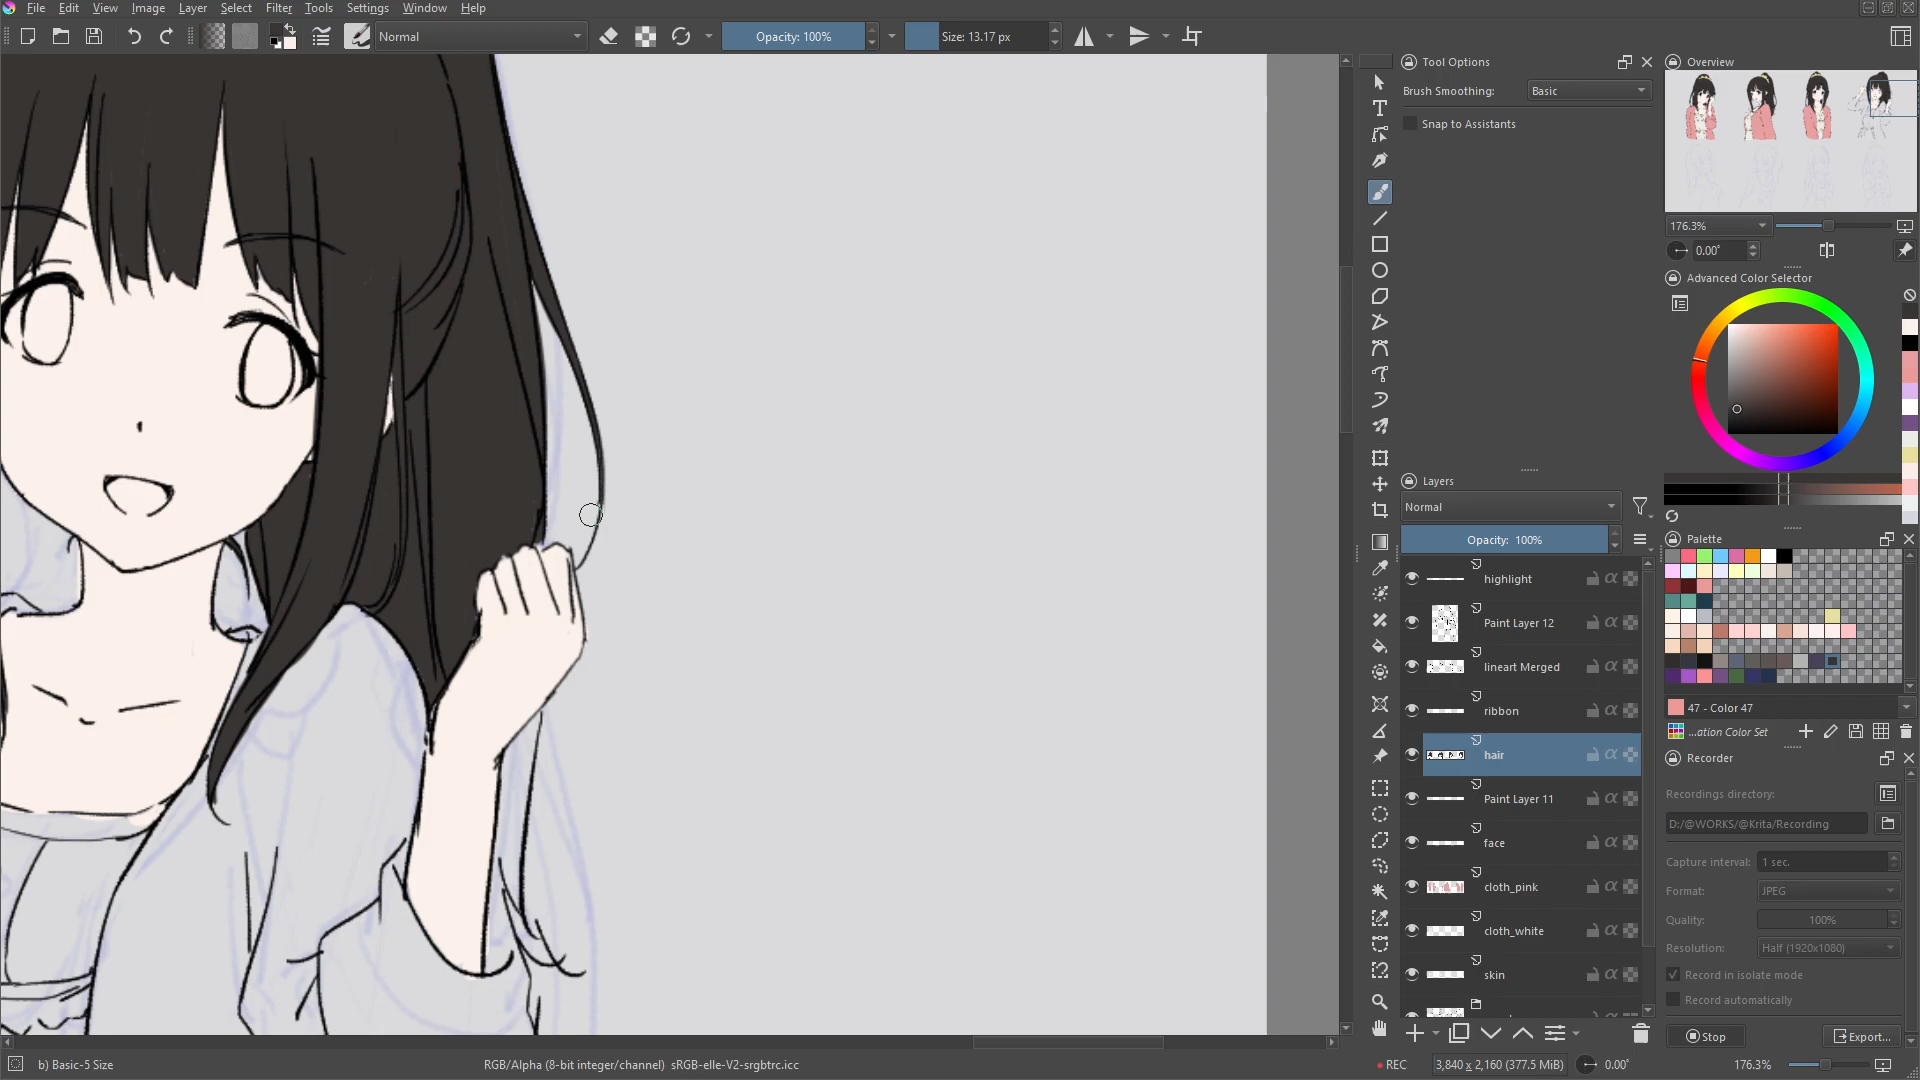 File Edit View Image Layer Select Filter Tools Settings Window Help
Normal
Opacity: 100%
Size: 13.17 px
Tool Options
Brush Smoothing:
Basic
Snap to Assistants
Overview
176.3%
0.00°
Advanced Color Selector
Layers
Normal
Opacity: 100%
highlight
Paint Layer 12
lineart Merged
ribbon
hair
Paint Layer 11
face
cloth_pink
cloth_white
skin
Palette
47 - Color 47
...ation Color Set
Recorder
Recordings directory:
D:/@WORKS/@Krita/Recording
Capture interval:
1 sec.
Format:
JPEG
Quality:
100%
Resolution:
Half (1920x1080)
Record in isolate mode
Record automatically
Stop
Export...
b) Basic-5 Size
RGB/Alpha (8-bit integer/channel) sRGB-elle-V2-srgbtrc.icc
REC
3,840 x 2,160 (377.5 MiB)
0.00°
176.3%